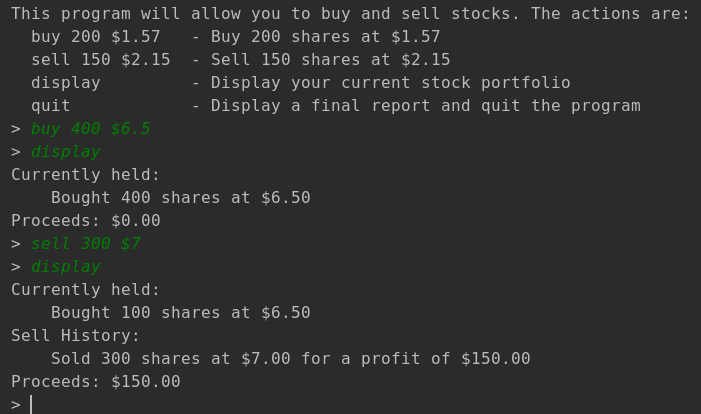 This program will allow you to buy and sell stocks. The actions are:
  buy 200 $1.57   - Buy 200 shares at $1.57
  sell 150 $2.15  - Sell 150 shares at $2.15
  display         - Display your current stock portfolio
  quit            - Display a final report and quit the program
> buy 400 $6.5
> display
Currently held:
    Bought 400 shares at $6.50
Proceeds: $0.00
> sell 300 $7
> display
Currently held:
    Bought 100 shares at $6.50
Sell History:
    Sold 300 shares at $7.00 for a profit of $150.00
Proceeds: $150.00
>